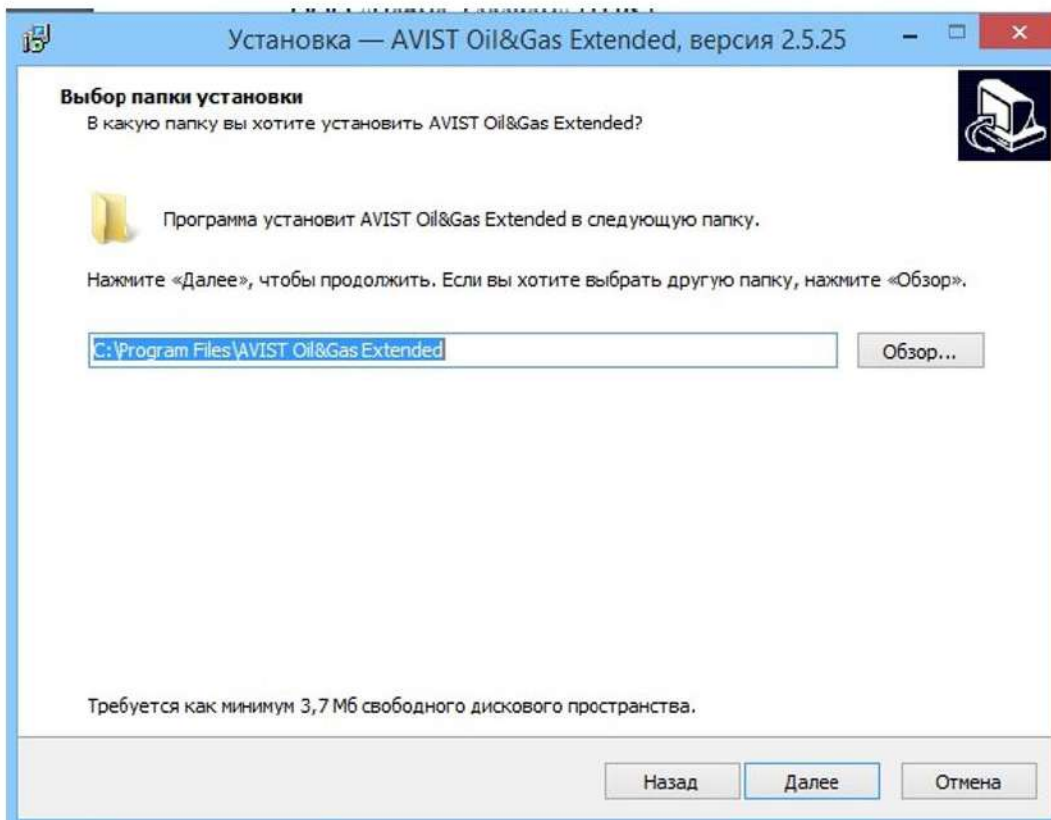 Установка — AVIST Oil&Gas Extended, версия 2.5.25
Выбор папки установки
В какую папку вы хотите установить AVIST Oil&Gas Extended?
Программа установит AVIST Oil&Gas Extended в следующую папку.
Нажмите «Далее», чтобы продолжить. Если вы хотите выбрать другую папку, нажмите «Обзор».
C:\Program Files\AVIST Oil&Gas Extended
Обзор...
Требуется как минимум 3,7 Мб свободного дискового пространства.
Назад Далее Отмена